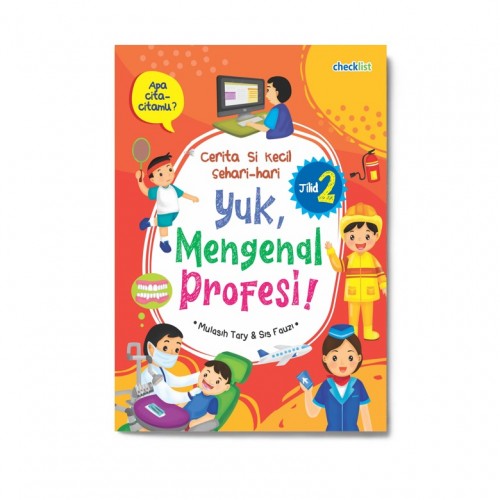 checklist
Apa
cita-
citamu?
Cerita Si Kecil
Sehari-hari
Jilid 2
Yuk,
Mengenal
Profesi!
• Mulasih Tary & Sis Fauzi •